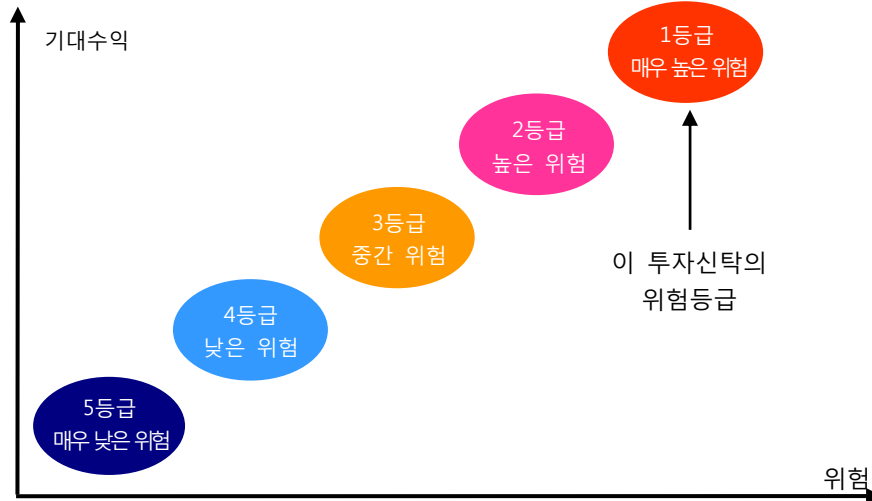 기대수익
1등급
매우 높은 위험
2등급
높은 위험
3등급
중간 위험
이 투자신탁의
위험등급
4등급
낮은 위험
5등급
매우 낮은 위험
위험